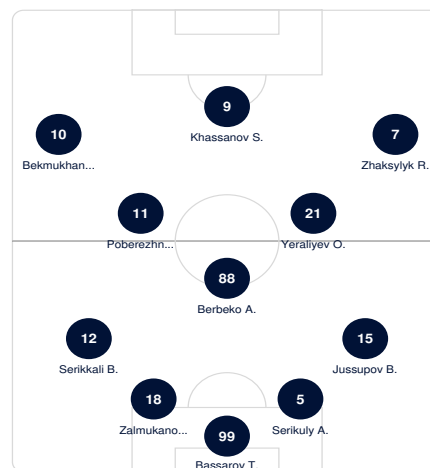 9
Khassanov S.
10
Bekmukhan...
7
Zhaksylyk R.
11
Poberezhn...
21
Yeraliyev O.
88
Berbeko A.
12
Serikkali B.
15
Jussupov B.
18
Zalmukano...
5
Serikuly A.
99
Bassarov T.